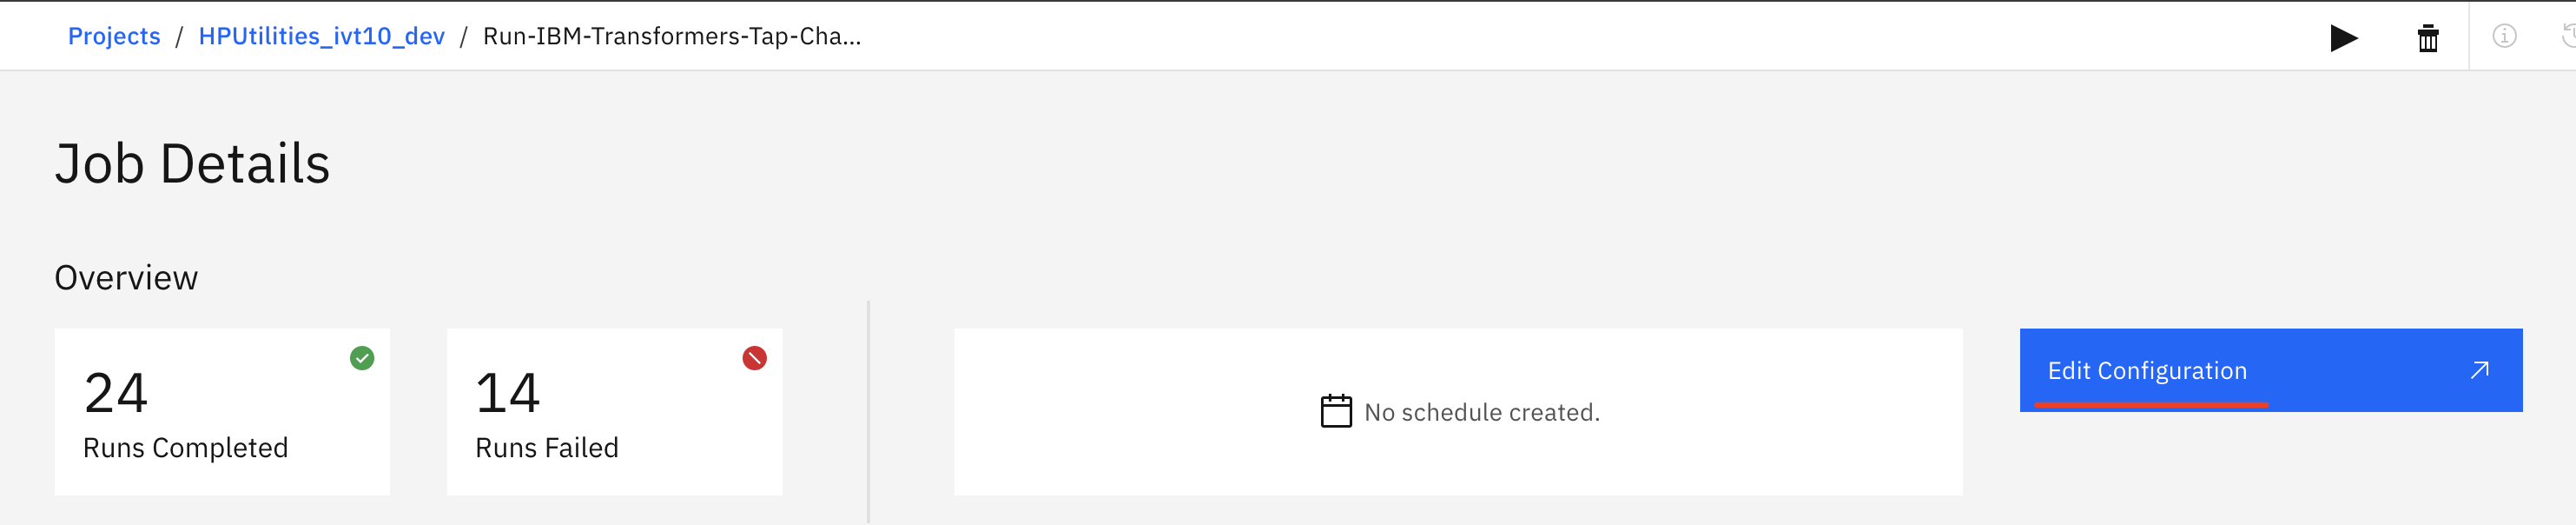 Projects / HPUtilities_ivt10_dev / Run-IBM-Transformers-Tap-Cha...
Job Details
Overview
24
Runs Completed
14
Runs Failed
No schedule created.
Edit Configuration